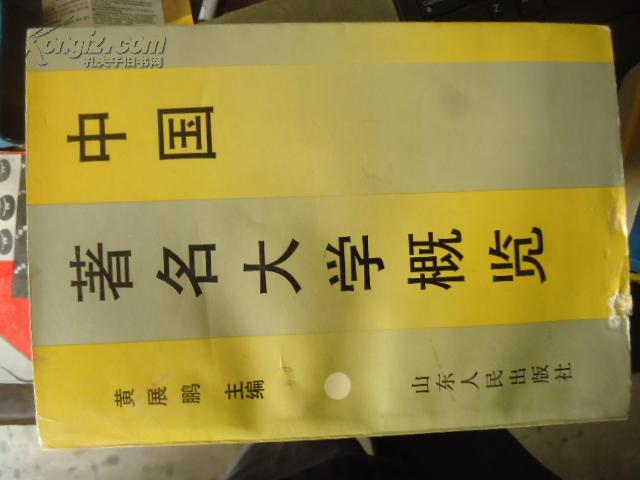 中国
著名大学概览
黄展鹏 主编
山东人民出版社
Kongfz.com
孔夫子旧书网